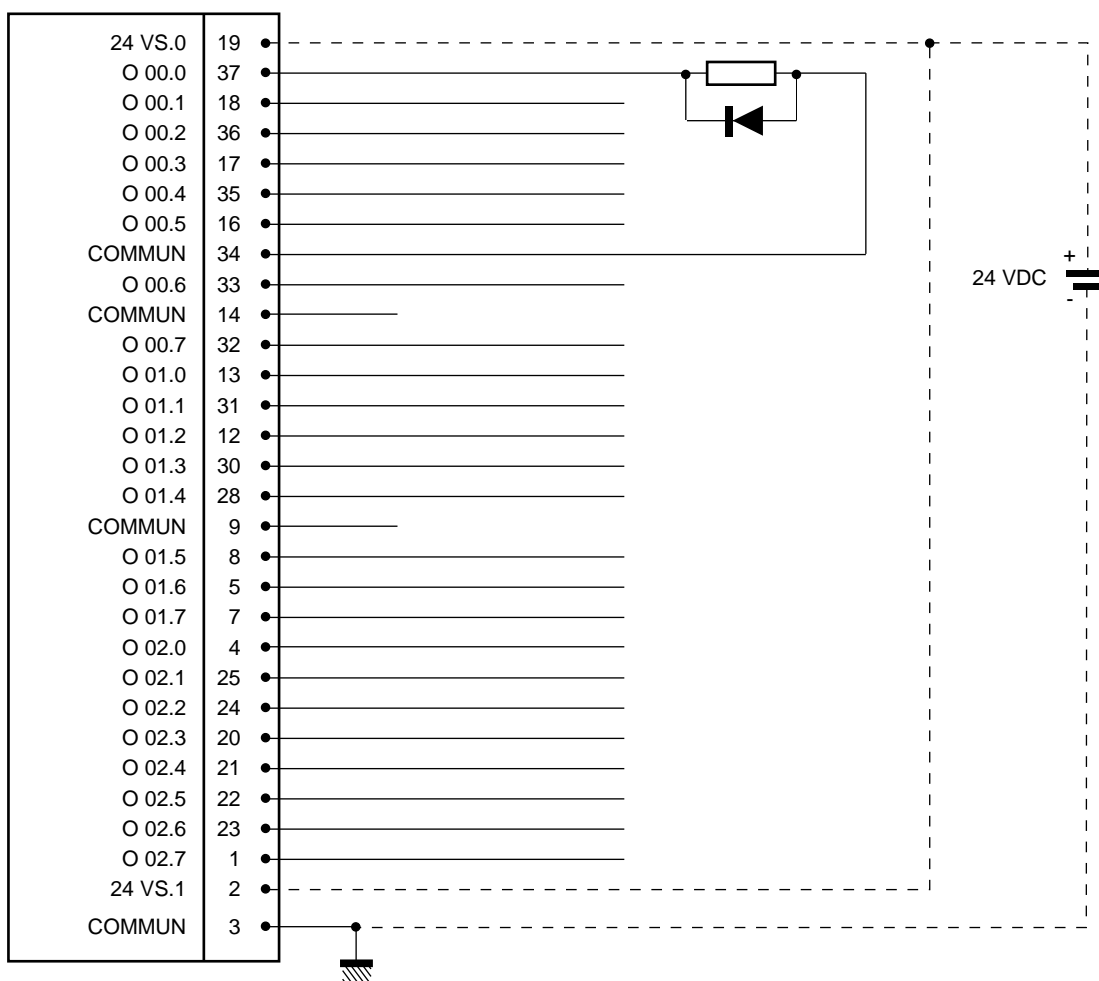 24 VS.0 19
O 00.0 37
O 00.1 18
O 00.2 36
O 00.3 17
O 00.4 35
O 00.5 16
COMMUN 34
O 00.6 33
COMMUN 14
O 00.7 32
O 01.0 13
O 01.1 31
O 01.2 12
O 01.3 30
O 01.4 28
COMMUN 9
O 01.5 8
O 01.6 5
O 01.7 7
O 02.0 4
O 02.1 25
O 02.2 24
O 02.3 20
O 02.4 21
O 02.5 22
O 02.6 23
O 02.7 1
24 VS.1 2
COMMUN 3
+
24 VDC
-